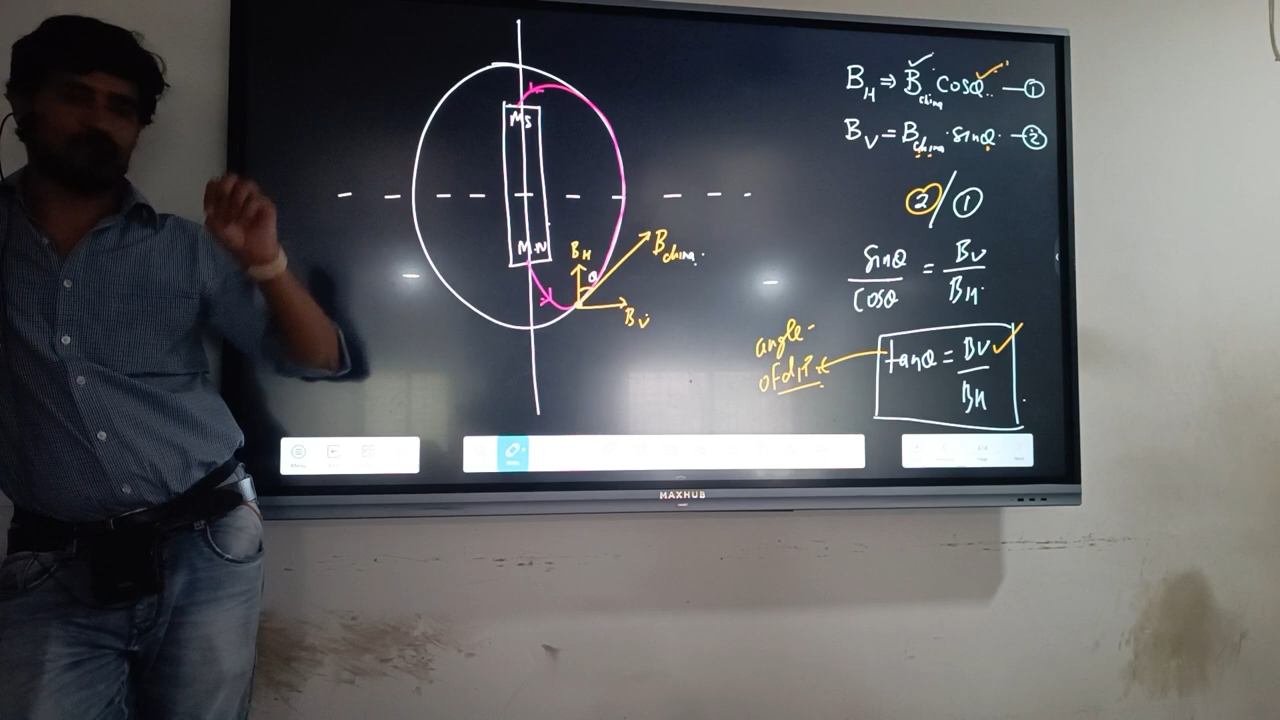 B_H ⇒ B_china cosθ — ①
B_V = B_china · sinθ — ②
② / ①
sinθ / cosθ = B_V / B_H
tanθ = B_V / B_H
angle
of dip.
M S
M N
B_H
θ
B_china
B_V
Menu
MAXHUB